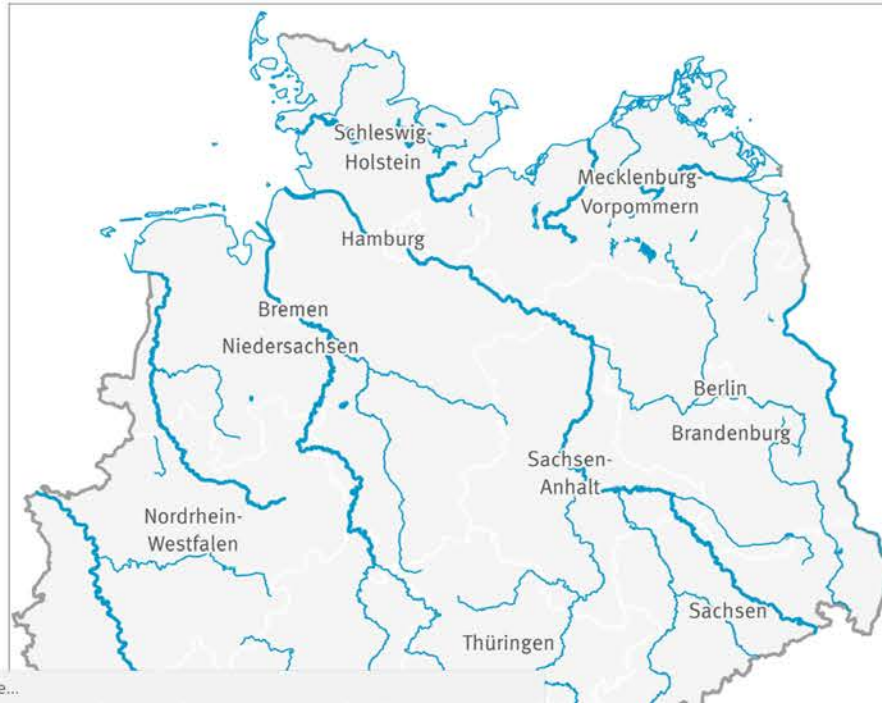 Schleswig-
Holstein
Mecklenburg-
Vorpommern
Hamburg
Bremen
Niedersachsen
Berlin
Brandenburg
Sachsen-
Anhalt
Nordrhein-
Westfalen
Sachsen
Thüringen
e...